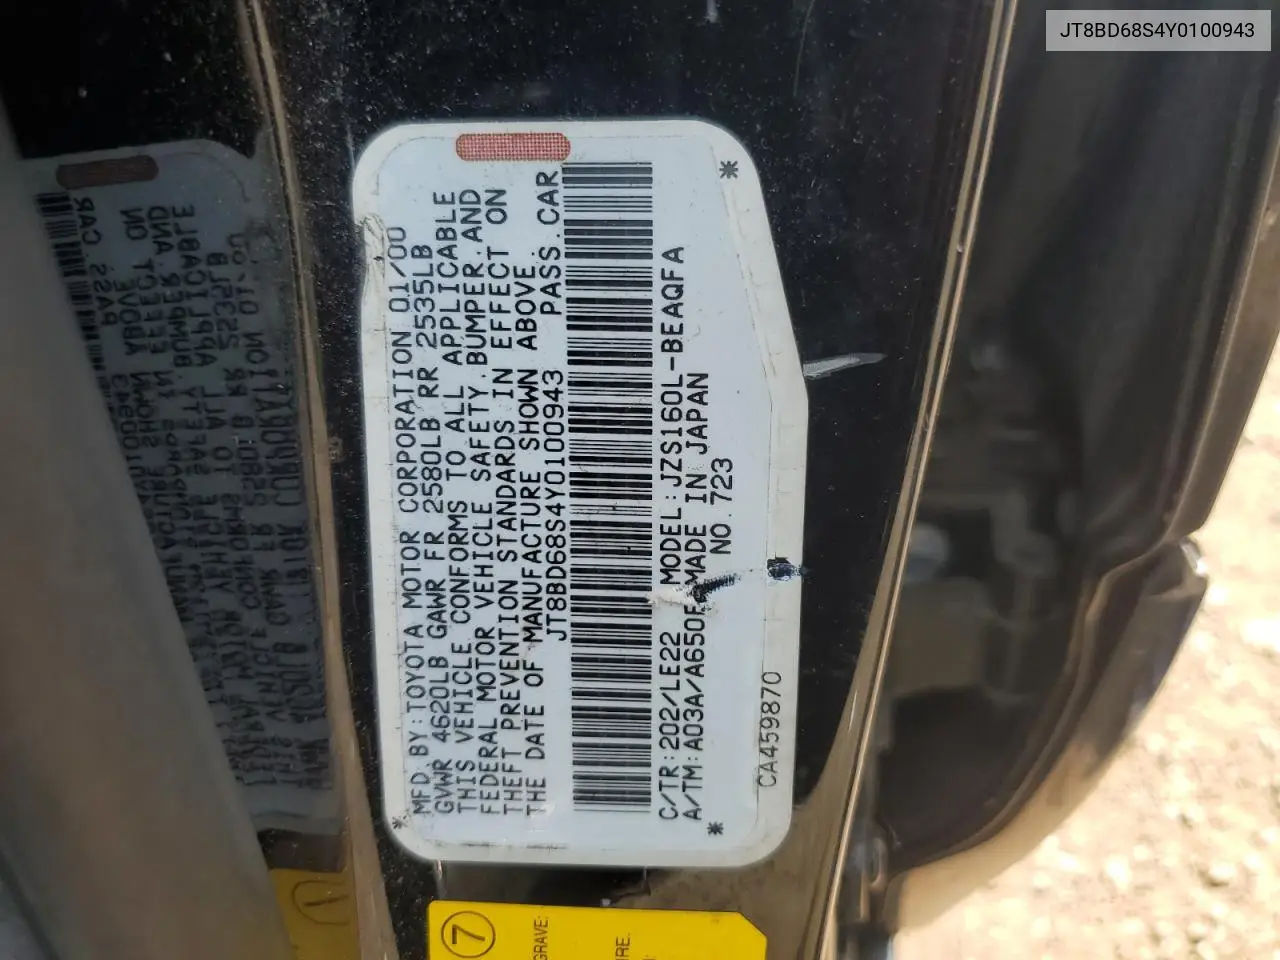 JT8BD68S4Y0100943
MFD.BY:TOYOTA MOTOR CORPORATION 01/00
GVWR 4620LB GAWR FR 2580LB RR 2535LB
THIS VEHICLE CONFORMS TO ALL APPLICABLE
FEDERAL MOTOR VEHICLE SAFETY,BUMPER,AND
THEFT PREVENTION STANDARDS IN EFFECT ON
THE DATE OF MANUFACTURE SHOWN ABOVE.
JT8BD68S4Y0100943 PASS.CAR
C/TR:202/LE22 MODEL:JZS160L-BEAQFA
A/TM:A03A/A650E MADE IN JAPAN
NO.723
CA459870
7
GRAVE: